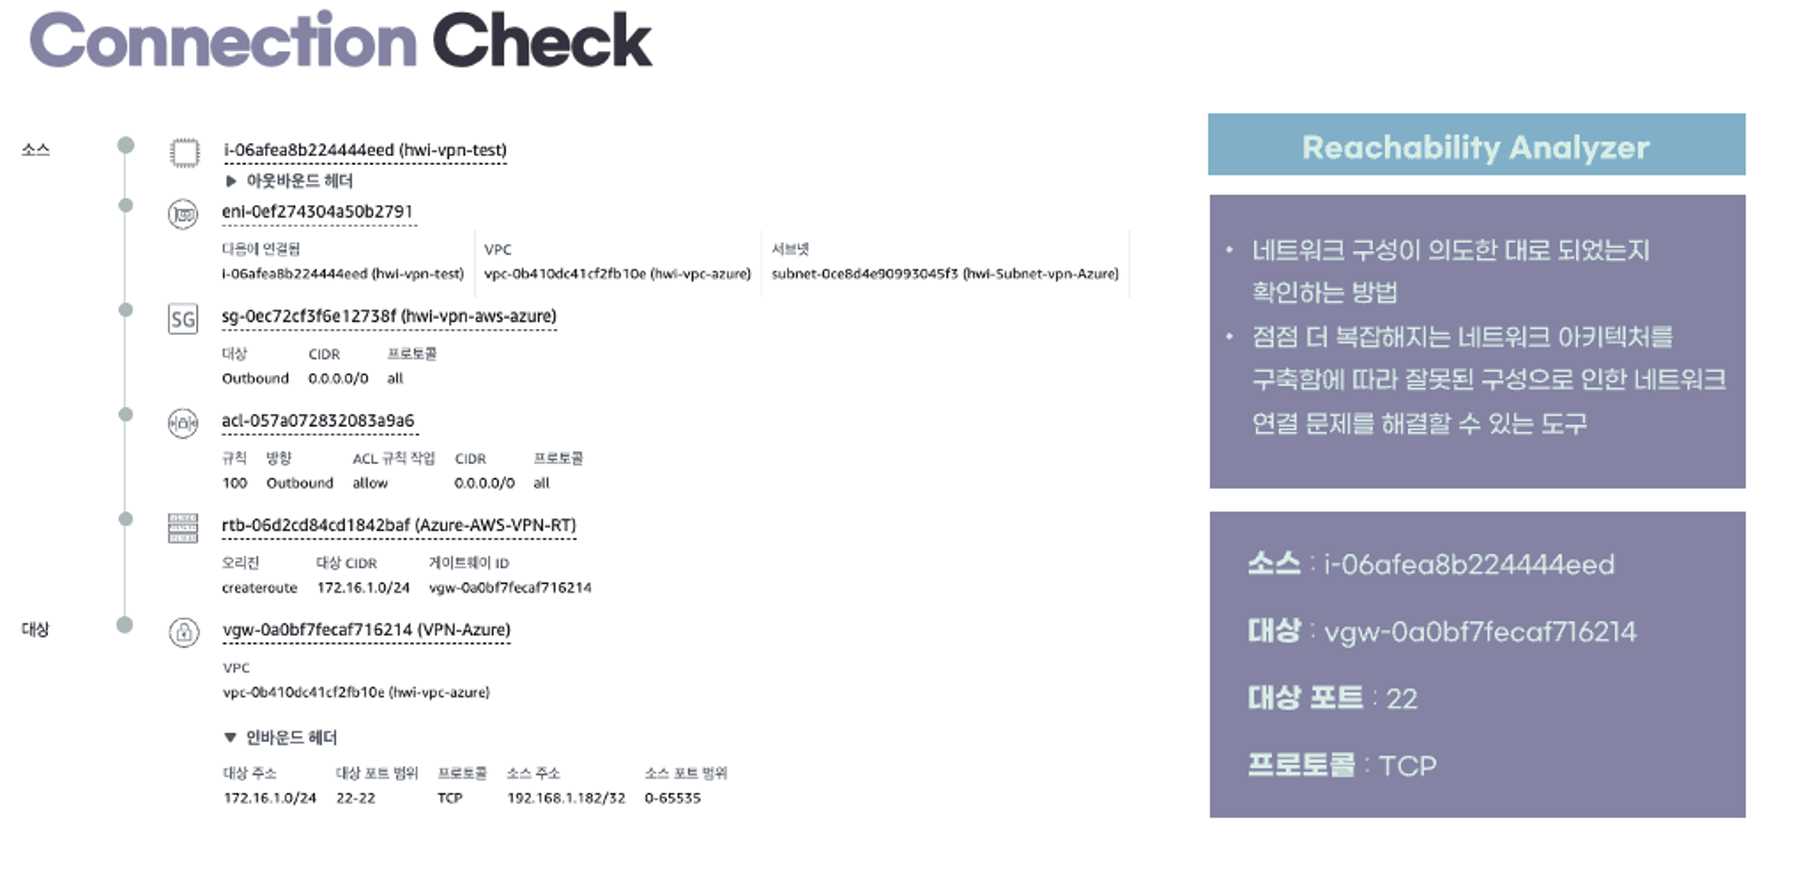 Connection Check
소스
i-06afea8b224444eed (hwi-vpn-test)
▶ 아웃바운드 헤더
eni-0ef274304a50b2791
다음에 연결됨 VPC 서브넷
i-06afea8b224444eed (hwi-vpn-test) vpc-0b410dc41cf2fb10e (hwi-vpc-azure) subnet-0ce8d4e90993045f3 (hwi-Subnet-vpn-Azure)
SG sg-0ec72cf3f6e12738f (hwi-vpn-aws-azure)
대상 CIDR 프로토콜
Outbound 0.0.0.0/0 all
acl-057a072832083a9a6
규칙 방향 ACL 규칙 작업 CIDR 프로토콜
100 Outbound allow 0.0.0.0/0 all
rtb-06d2cd84cd1842baf (Azure-AWS-VPN-RT)
오리진 대상 CIDR 게이트웨이 ID
createroute 172.16.1.0/24 vgw-0a0bf7fecaf716214
대상
vgw-0a0bf7fecaf716214 (VPN-Azure)
VPC
vpc-0b410dc41cf2fb10e (hwi-vpc-azure)
▼ 인바운드 헤더
대상 주소 대상 포트 범위 프로토콜 소스 주소 소스 포트 범위
172.16.1.0/24 22-22 TCP 192.168.1.182/32 0-65535
Reachability Analyzer
• 네트워크 구성이 의도한 대로 되었는지
확인하는 방법
• 점점 더 복잡해지는 네트워크 아키텍처를
구축함에 따라 잘못된 구성으로 인한 네트워크
연결 문제를 해결할 수 있는 도구
소스 : i-06afea8b224444eed
대상 : vgw-0a0bf7fecaf716214
대상 포트 : 22
프로토콜 : TCP